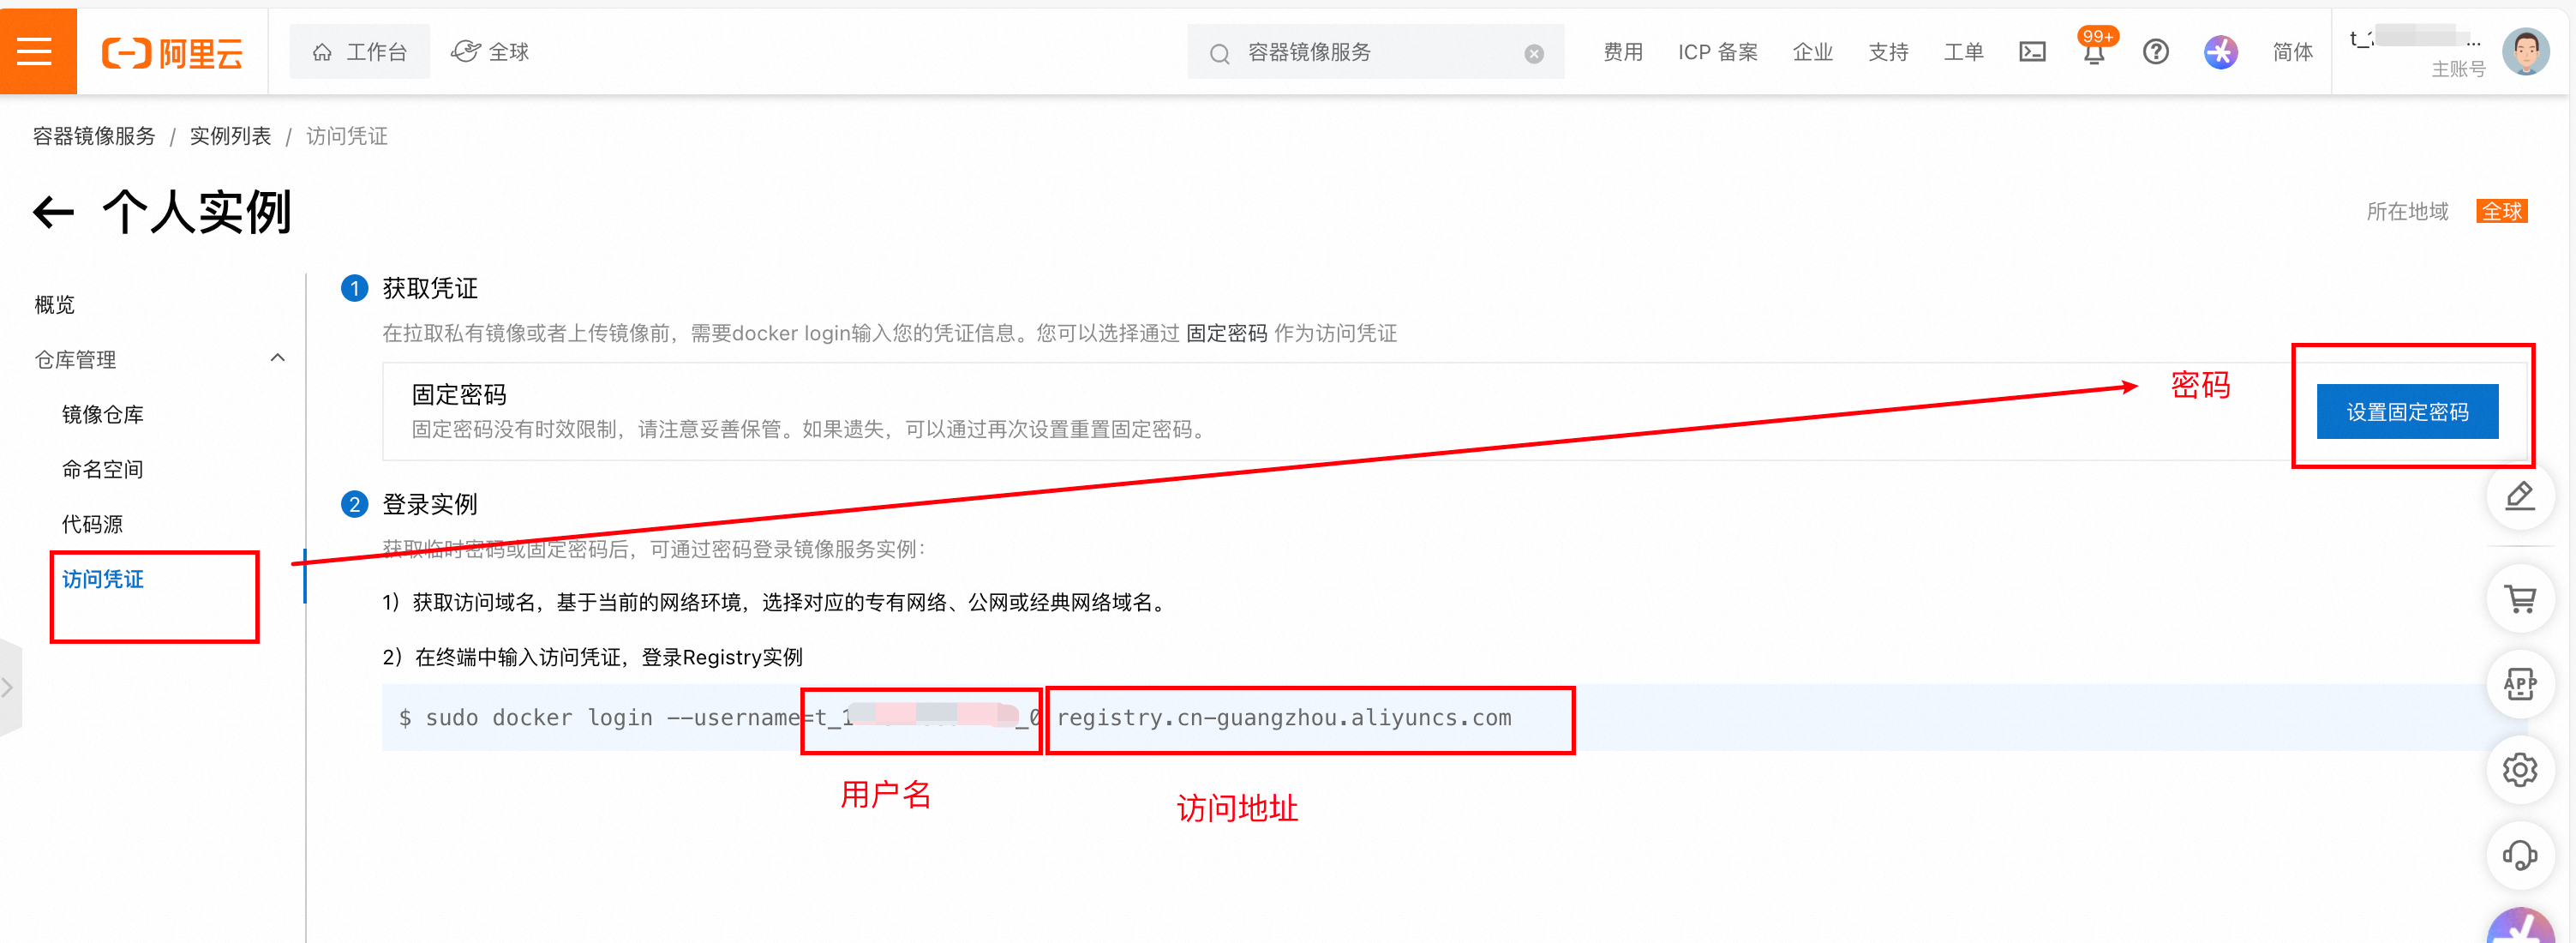 阿里云 工作台 全球 容器镜像服务 费用 ICP 备案 企业 支持 工单 99+ 简体 t_1 ...
主账号
容器镜像服务 / 实例列表 / 访问凭证
个人实例
所在地域 全球
概览
仓库管理
镜像仓库
命名空间
代码源
访问凭证
1 获取凭证
在拉取私有镜像或者上传镜像前，需要docker login输入您的凭证信息。您可以选择通过 固定密码 作为访问凭证
固定密码
固定密码没有时效限制，请注意妥善保管。如果遗失，可以通过再次设置重置固定密码。
密码
设置固定密码
2 登录实例
获取临时密码或固定密码后，可通过密码登录镜像服务实例：
1）获取访问域名，基于当前的网络环境，选择对应的专有网络、公网或经典网络域名。
2）在终端中输入访问凭证，登录Registry实例
$ sudo docker login --username=t_1 _0 registry.cn-guangzhou.aliyuncs.com
用户名
访问地址
APP